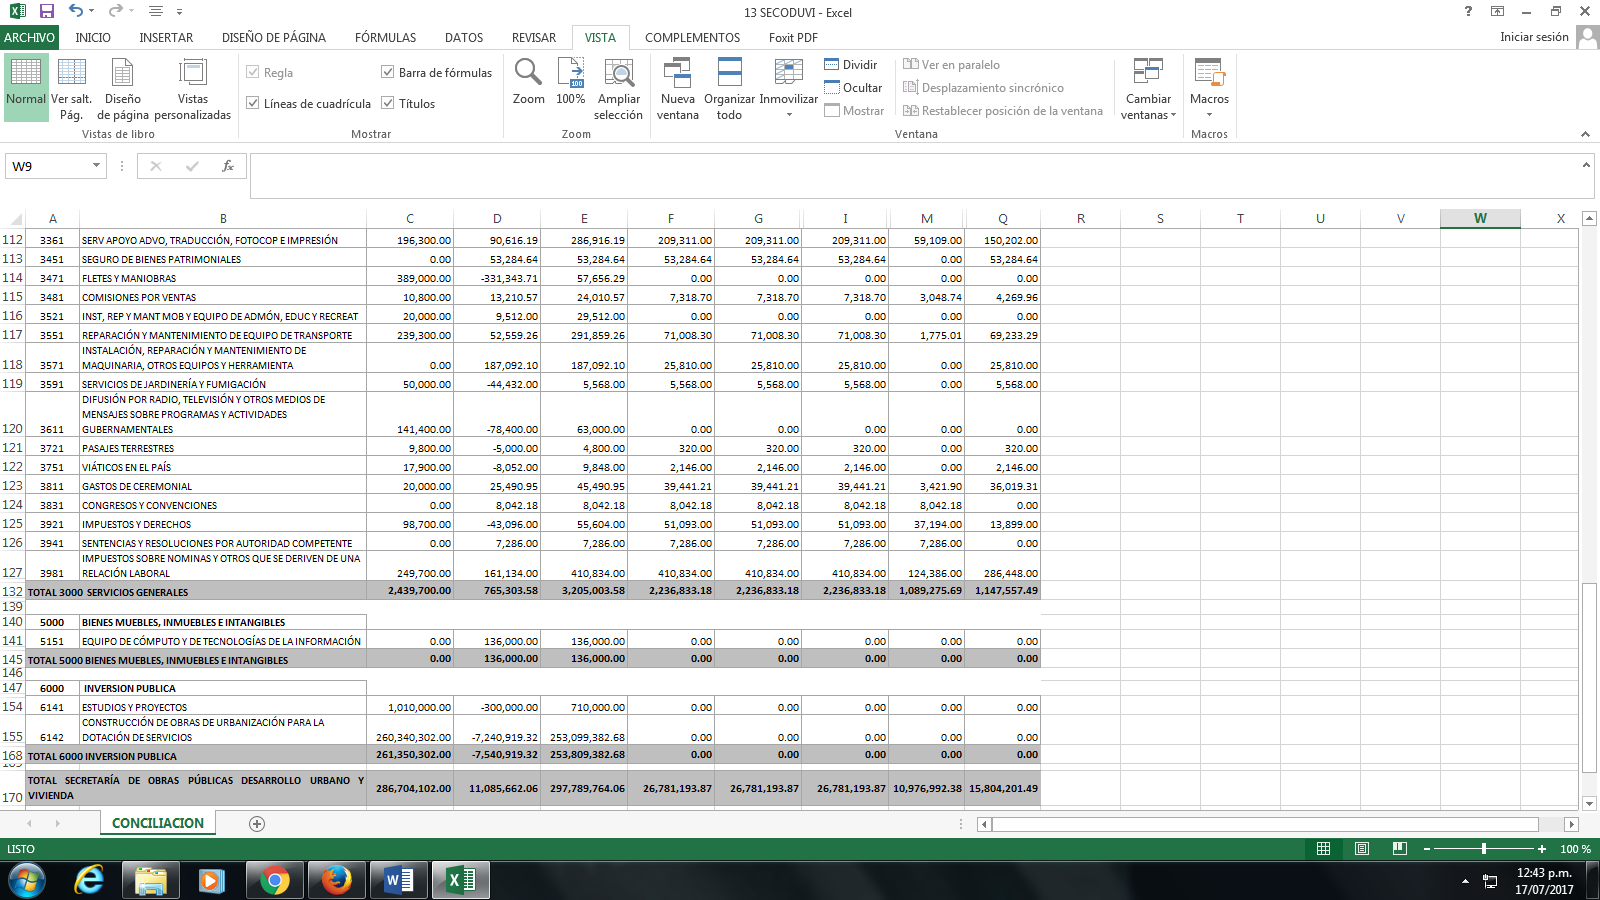 13 SECODUVI - Excel
?
ARCHIVO INICIO INSERTAR DISEÑO DE PÁGINA FÓRMULAS DATOS REVISAR VISTA COMPLEMENTOS Foxit PDF Iniciar sesión
Normal Ver salt. Pág. Diseño de página Vistas personalizadas
Vistas de libro
Regla Barra de fórmulas
Líneas de cuadrícula Títulos
Mostrar
Zoom 100% Ampliar selección
Zoom
Nueva ventana Organizar todo Inmovilizar
Dividir
Ocultar
Mostrar
Ver en paralelo
Desplazamiento sincrónico
Restablecer posición de la ventana
Cambiar ventanas
Ventana
Macros
Macros
W9 fx
A B C D E F G I M Q R S T U V W X
112 3361 SERV APOYO ADVO, TRADUCCIÓN, FOTOCOP E IMPRESIÓN 196,300.00 90,616.19 286,916.19 209,311.00 209,311.00 209,311.00 59,109.00 150,202.00
113 3451 SEGURO DE BIENES PATRIMONIALES 0.00 53,284.64 53,284.64 53,284.64 53,284.64 53,284.64 0.00 53,284.64
114 3471 FLETES Y MANIOBRAS 389,000.00 -331,343.71 57,656.29 0.00 0.00 0.00 0.00 0.00
115 3481 COMISIONES POR VENTAS 10,800.00 13,210.57 24,010.57 7,318.70 7,318.70 7,318.70 3,048.74 4,269.96
116 3521 INST, REP Y MANT MOB Y EQUIPO DE ADMÓN, EDUC Y RECREAT 20,000.00 9,512.00 29,512.00 0.00 0.00 0.00 0.00 0.00
117 3551 REPARACIÓN Y MANTENIMIENTO DE EQUIPO DE TRANSPORTE 239,300.00 52,559.26 291,859.26 71,008.30 71,008.30 71,008.30 1,775.01 69,233.29
INSTALACIÓN, REPARACIÓN Y MANTENIMIENTO DE
118 3571 MAQUINARIA, OTROS EQUIPOS Y HERRAMIENTA 0.00 187,092.10 187,092.10 25,810.00 25,810.00 25,810.00 0.00 25,810.00
119 3591 SERVICIOS DE JARDINERÍA Y FUMIGACIÓN 50,000.00 -44,432.00 5,568.00 5,568.00 5,568.00 5,568.00 0.00 5,568.00
DIFUSIÓN POR RADIO, TELEVISIÓN Y OTROS MEDIOS DE
MENSAJES SOBRE PROGRAMAS Y ACTIVIDADES
120 3611 GUBERNAMENTALES 141,400.00 -78,400.00 63,000.00 0.00 0.00 0.00 0.00 0.00
121 3721 PASAJES TERRESTRES 9,800.00 -5,000.00 4,800.00 320.00 320.00 320.00 0.00 320.00
122 3751 VIÁTICOS EN EL PAÍS 17,900.00 -8,052.00 9,848.00 2,146.00 2,146.00 2,146.00 0.00 2,146.00
123 3811 GASTOS DE CEREMONIAL 20,000.00 25,490.95 45,490.95 39,441.21 39,441.21 39,441.21 3,421.90 36,019.31
124 3831 CONGRESOS Y CONVENCIONES 0.00 8,042.18 8,042.18 8,042.18 8,042.18 8,042.18 8,042.18 0.00
125 3921 IMPUESTOS Y DERECHOS 98,700.00 -43,096.00 55,604.00 51,093.00 51,093.00 51,093.00 37,194.00 13,899.00
126 3941 SENTENCIAS Y RESOLUCIONES POR AUTORIDAD COMPETENTE 0.00 7,286.00 7,286.00 7,286.00 7,286.00 7,286.00 7,286.00 0.00
IMPUESTOS SOBRE NOMINAS Y OTROS QUE SE DERIVEN DE UNA
127 3981 RELACIÓN LABORAL 249,700.00 161,134.00 410,834.00 410,834.00 410,834.00 410,834.00 124,386.00 286,448.00
132 TOTAL 3000 SERVICIOS GENERALES 2,439,700.00 765,303.58 3,205,003.58 2,236,833.18 2,236,833.18 2,236,833.18 1,089,275.69 1,147,557.49
139
140 5000 BIENES MUEBLES, INMUEBLES E INTANGIBLES
141 5151 EQUIPO DE CÓMPUTO Y DE TECNOLOGÍAS DE LA INFORMACIÓN 0.00 136,000.00 136,000.00 0.00 0.00 0.00 0.00 0.00
145 TOTAL 5000 BIENES MUEBLES, INMUEBLES E INTANGIBLES 0.00 136,000.00 136,000.00 0.00 0.00 0.00 0.00 0.00
146
147 6000 INVERSION PUBLICA
154 6141 ESTUDIOS Y PROYECTOS 1,010,000.00 -300,000.00 710,000.00 0.00 0.00 0.00 0.00 0.00
CONSTRUCCIÓN DE OBRAS DE URBANIZACIÓN PARA LA
155 6142 DOTACIÓN DE SERVICIOS 260,340,302.00 -7,240,919.32 253,099,382.68 0.00 0.00 0.00 0.00 0.00
168 TOTAL 6000 INVERSION PUBLICA 261,350,302.00 -7,540,919.32 253,809,382.68 0.00 0.00 0.00 0.00 0.00
TOTAL SECRETARÍA DE OBRAS PÚBLICAS DESARROLLO URBANO Y
170 VIVIENDA 286,704,102.00 11,085,662.06 297,789,764.06 26,781,193.87 26,781,193.87 26,781,193.87 10,976,992.38 15,804,201.49
CONCILIACION
LISTO 100 %
12:43 p.m.
17/07/2017